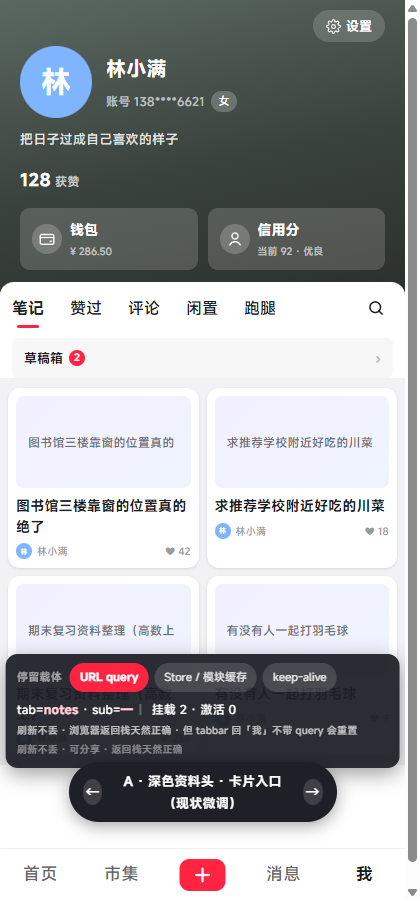 设置
林
林小满
账号 138****6621 女
把日子过成自己喜欢的样子
128 获赞
钱包
¥ 286.50
信用分
当前 92 · 优良
笔记 赞过 评论 闲置 跑腿
草稿箱 2 ›
图书馆三楼靠窗的位置真的
图书馆三楼靠窗的位置真的
绝了
林 林小满 42
求推荐学校附近好吃的川菜
求推荐学校附近好吃的川菜
林 林小满 18
期末复习资料整理（高数上
有没有人一起打羽毛球
停留载体 URL query Store / 模块缓存 keep-alive
tab=notes · sub=— | 挂载 2 · 激活 0
刷新不丢 · 浏览器返回栈天然正确 · 但 tabbar 回「我」不带 query 会重置
刷新不丢 · 可分享 · 返回栈天然正确
← A · 深色资料头 · 卡片入口 →
（现状微调）
首页 市集 + 消息 我